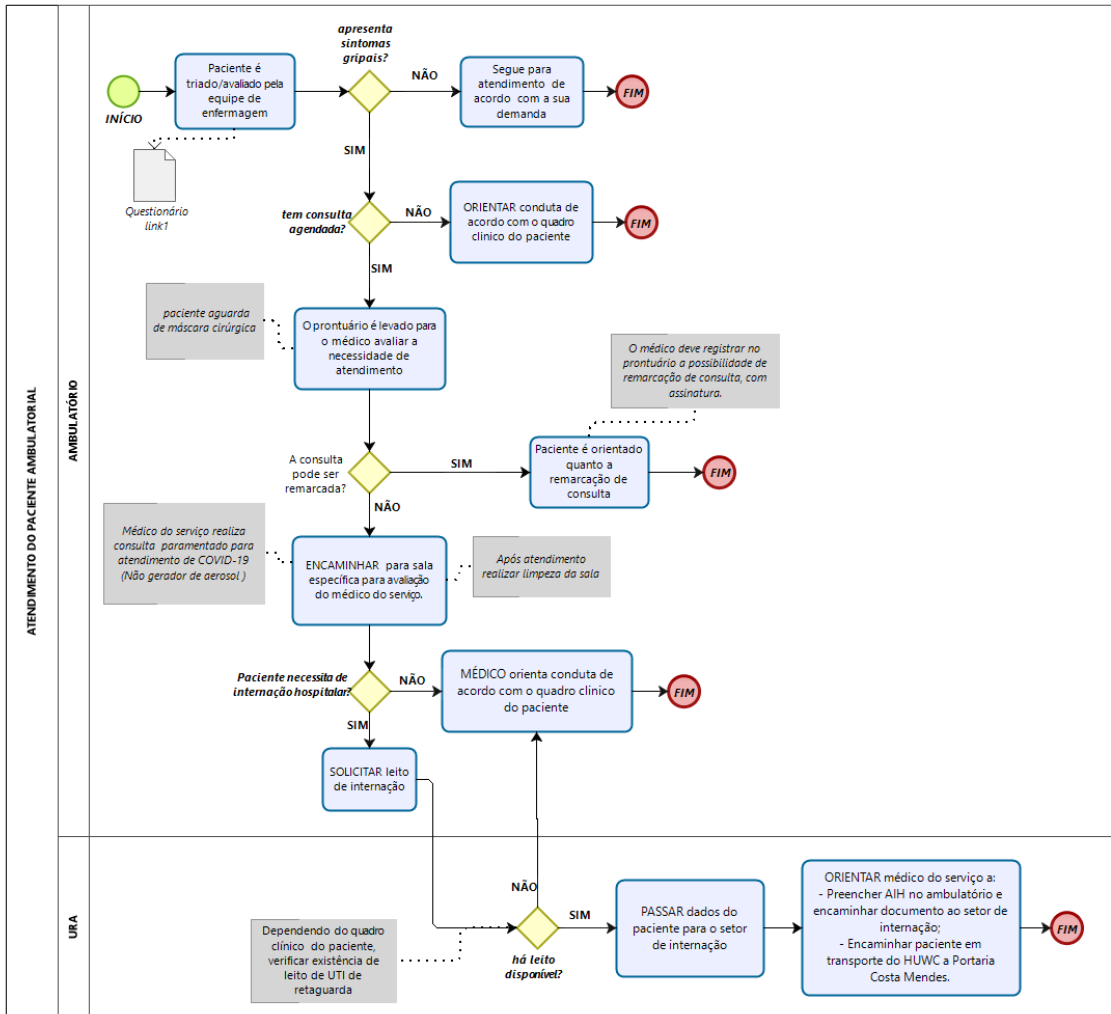 ATENDIMENTO DO PACIENTE AMBULATORIAL
AMBULATÓRIO
INÍCIO
Paciente é
triado/avaliado pela
equipe de
enfermagem
Questionário
link1
apresenta
sintomas
gripais?
NÃO
Segue para
atendimento de
acordo com a sua
demanda
FIM
SIM
tem consulta
agendada?
NÃO
ORIENTAR conduta de
acordo com o quadro
clinico do paciente
FIM
SIM
paciente aguarda
de máscara cirúrgica
O prontuário é levado para
o médico avaliar a
necessidade de
atendimento
O médico deve registrar no
prontuário a possibilidade de
remarcação de consulta, com
assinatura.
A consulta
pode ser
remarcada?
SIM
Paciente é orientado
quanto a
remarcação de
consulta
FIM
NÃO
Médico do serviço realiza
consulta paramentado para
atendimento de COVID-19
(Não gerador de aerosol )
ENCAMINHAR para sala
específica para avaliação
do médico do serviço.
Após atendimento
realizar limpeza da sala
Paciente necessita de
internação hospitalar?
NÃO
MÉDICO orienta conduta de
acordo com o quadro clinico
do paciente
FIM
SIM
SOLICITAR leito
de internação
URA
Dependendo do quadro
clínico do paciente,
verificar existência de
leito de UTI de
retaguarda
NÃO
há leito
disponível?
SIM
PASSAR dados do
paciente para o setor
de internação
ORIENTAR médico do serviço a:
- Preencher AIH no ambulatório e
encaminhar documento ao setor de
internação;
- Encaminhar paciente em
transporte do HUWC a Portaria
Costa Mendes.
FIM